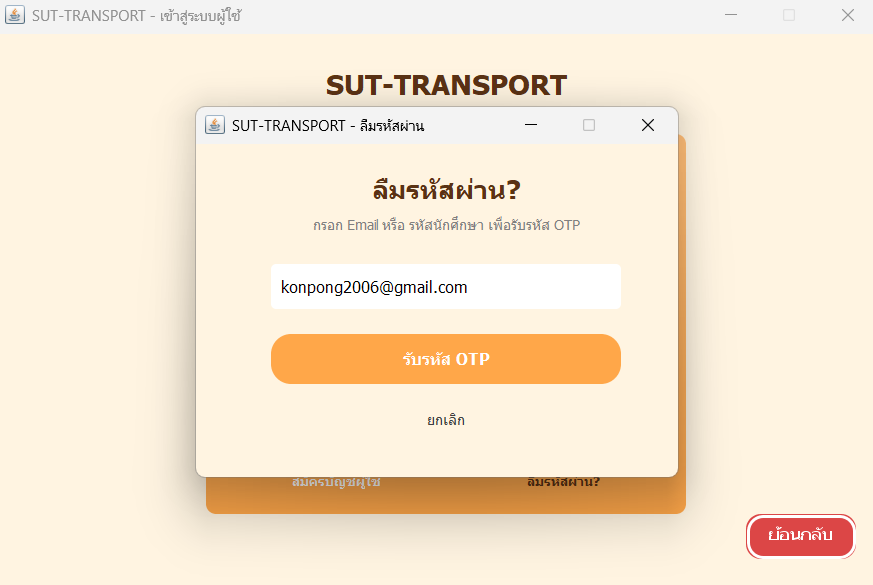 SUT-TRANSPORT - เข้าสู่ระบบผู้ใช้
SUT-TRANSPORT
SUT-TRANSPORT - ลืมรหัสผ่าน
ลืมรหัสผ่าน?
กรอก Email หรือ รหัสนักศึกษา เพื่อรับรหัส OTP
konpong2006@gmail.com
รับรหัส OTP
ยกเลิก
สมัครบัญชีผู้ใช้
ลืมรหัสผ่าน?
ย้อนกลับ